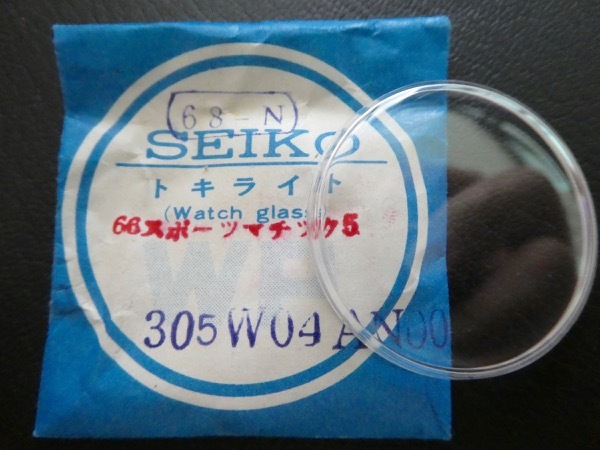 68-N
SEIKO
トキライト
(Watch glass)
66スポーツマチック5
WE
305W04AN00